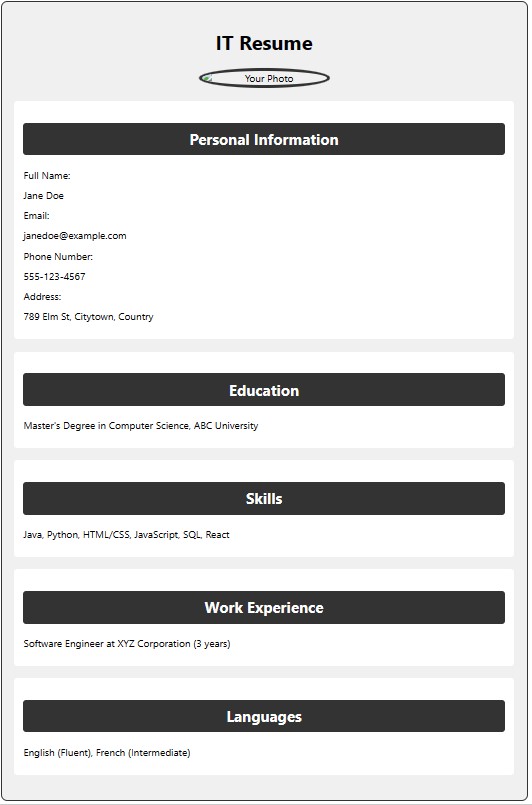 IT Resume
Your Photo
Personal Information
Full Name:
Jane Doe
Email:
janedoe@example.com
Phone Number:
555-123-4567
Address:
789 Elm St, Citytown, Country
Education
Master's Degree in Computer Science, ABC University
Skills
Java, Python, HTML/CSS, JavaScript, SQL, React
Work Experience
Software Engineer at XYZ Corporation (3 years)
Languages
English (Fluent), French (Intermediate)